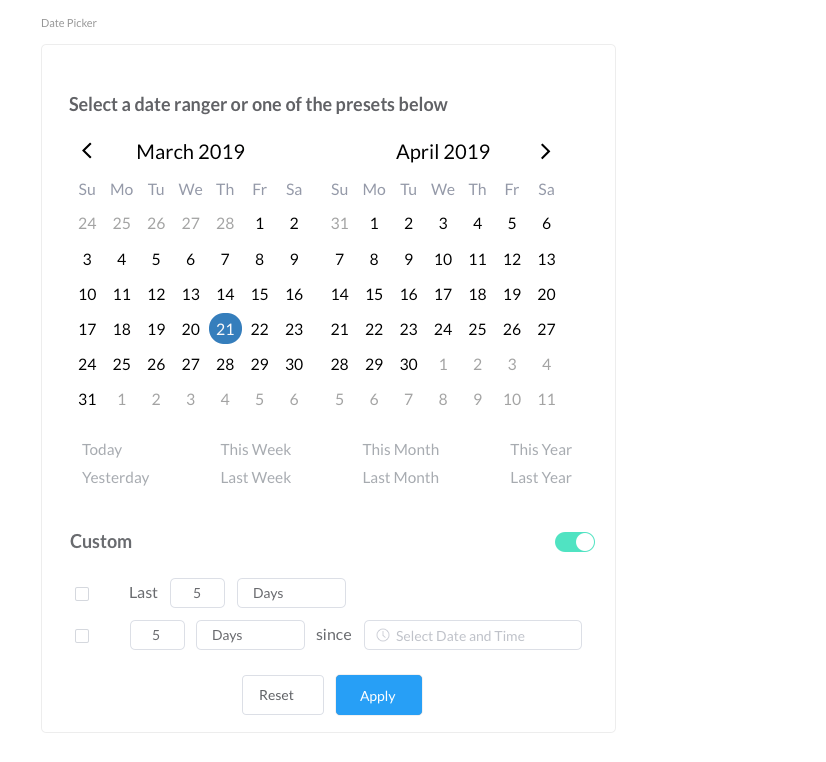 Date Picker
Select a date ranger or one of the presets below
March 2019 April 2019
Su Mo Tu We Th Fr Sa Su Mo Tu We Th Fr Sa
24 25 26 27 28 1 2 31 1 2 3 4 5 6
3 4 5 6 7 8 9 7 8 9 10 11 12 13
10 11 12 13 14 15 16 14 15 16 17 18 19 20
17 18 19 20 21 22 23 21 22 23 24 25 26 27
24 25 26 27 28 29 30 28 29 30 1 2 3 4
31 1 2 3 4 5 6 5 6 7 8 9 10 11
Today This Week This Month This Year
Yesterday Last Week Last Month Last Year
Custom
Last 5 Days
5 Days since Select Date and Time
Reset Apply